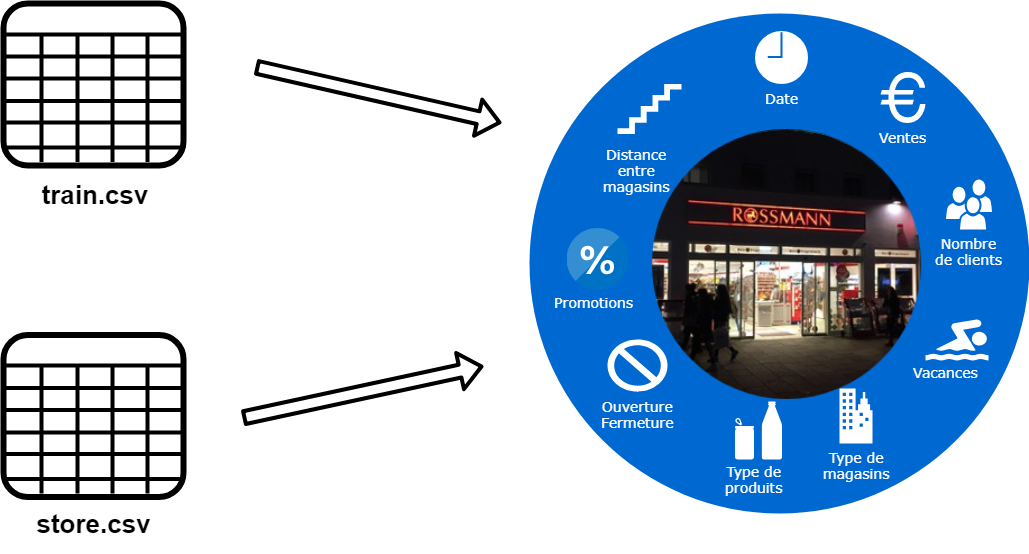 train.csv
store.csv
Date
€
Ventes
Nombre
de clients
Vacances
Type de
magasins
Type de
produits
Ouverture
Fermeture
%
Promotions
Distance
entre
magasins
ROSSMANN